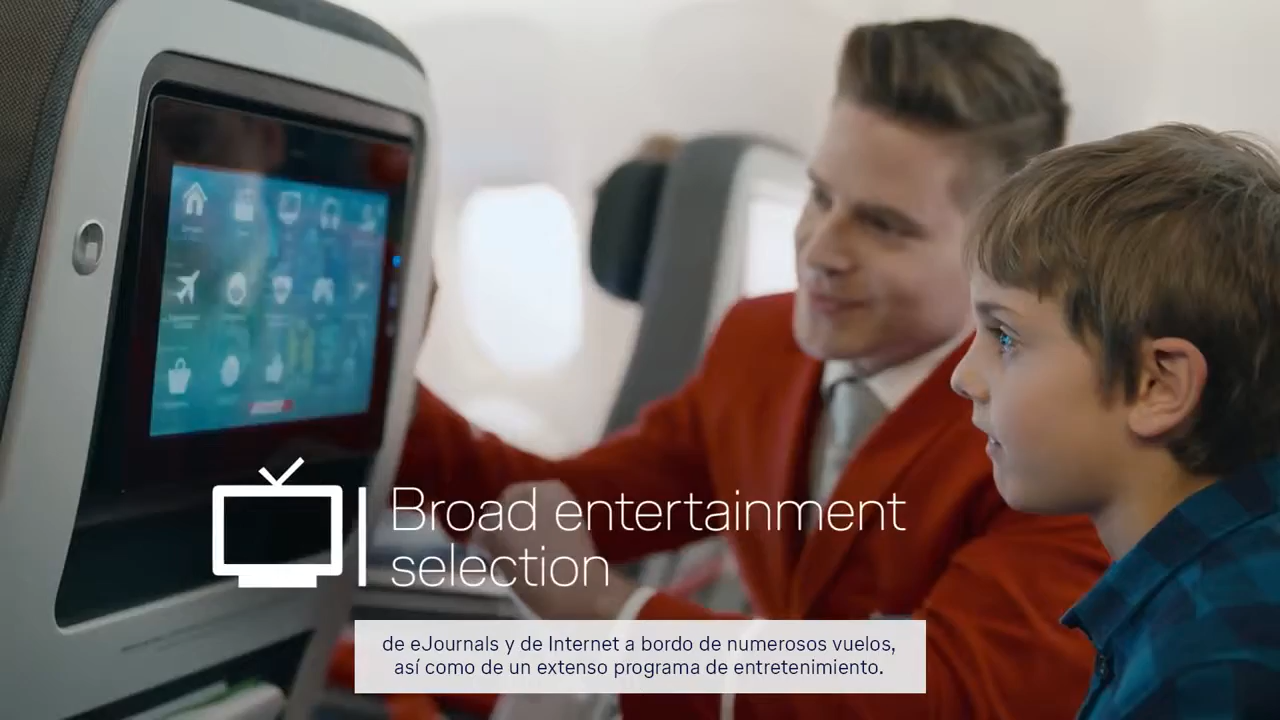 Broad entertainment
selection
de eJournals y de Internet a bordo de numerosos vuelos,
así como de un extenso programa de entretenimiento.